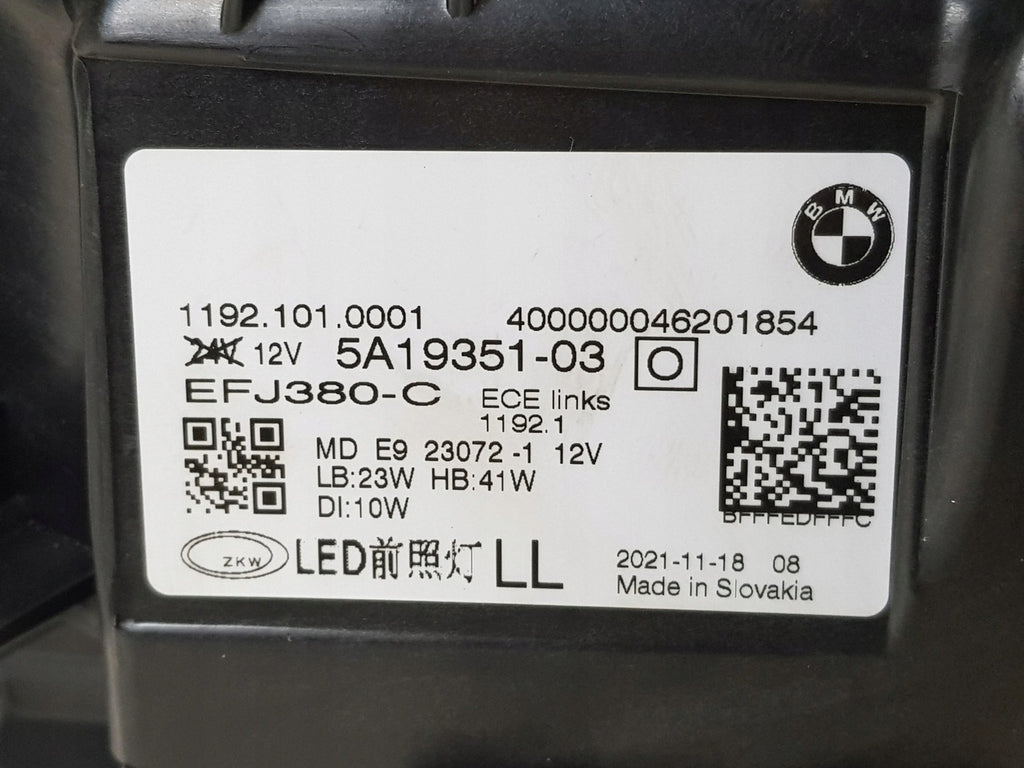 BMW
1192.101.0001 400000046201854
24V 12V 5A19351-03 O
EFJ380-C ECE links
1192.1
MD E9 23072-1 12V
LB:23W HB:41W
DI:10W
BFFFEDFFFC
ZKW LED前照灯 LL
2021-11-18 08
Made in Slovakia